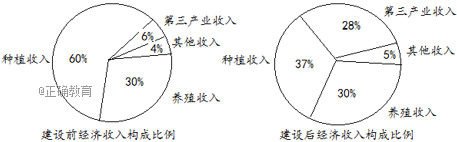 第三产业收入
6%
其他收入
4%
种植收入
60%
30%
养殖收入
@正确教育
建设前经济收入构成比例
第三产业收入
28%
其他收入
5%
种植收入
37%
30%
养殖收入
建设后经济收入构成比例